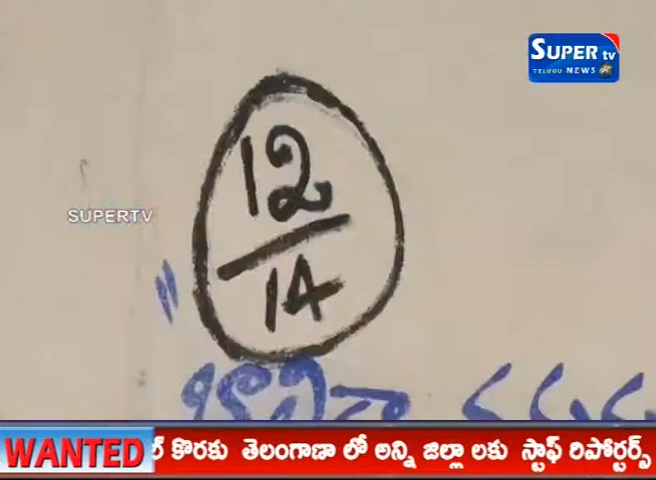 SUPER tv
TELUGU NEWS
12
SUPERTV
14
WANTED ల్ కొరకు తెలంగాణా లో అన్ని జిల్లా లకు స్టాఫ్ రిపోర్టర్స్